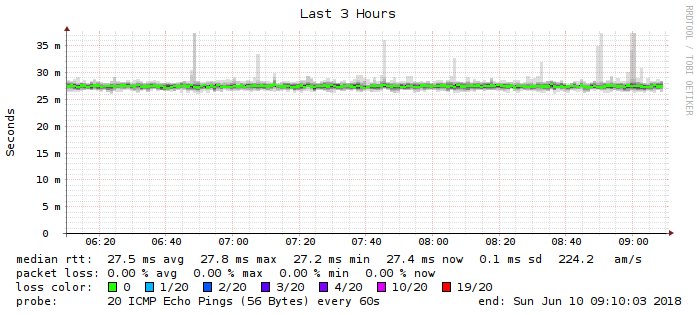 Last 3 Hours
RRDTOOL / TOBI OETIKER
Seconds
35 m
30 m
25 m
20 m
15 m
10 m
5 m
0
06:20 06:40 07:00 07:20 07:40 08:00 08:20 08:40 09:00
median rtt: 27.5 ms avg 27.8 ms max 27.2 ms min 27.4 ms now 0.1 ms sd 224.2 am/s
packet loss: 0.00 % avg 0.00 % max 0.00 % min 0.00 % now
loss color: 0 1/20 2/20 3/20 4/20 10/20 19/20
probe: 20 ICMP Echo Pings (56 Bytes) every 60s end: Sun Jun 10 09:10:03 2018